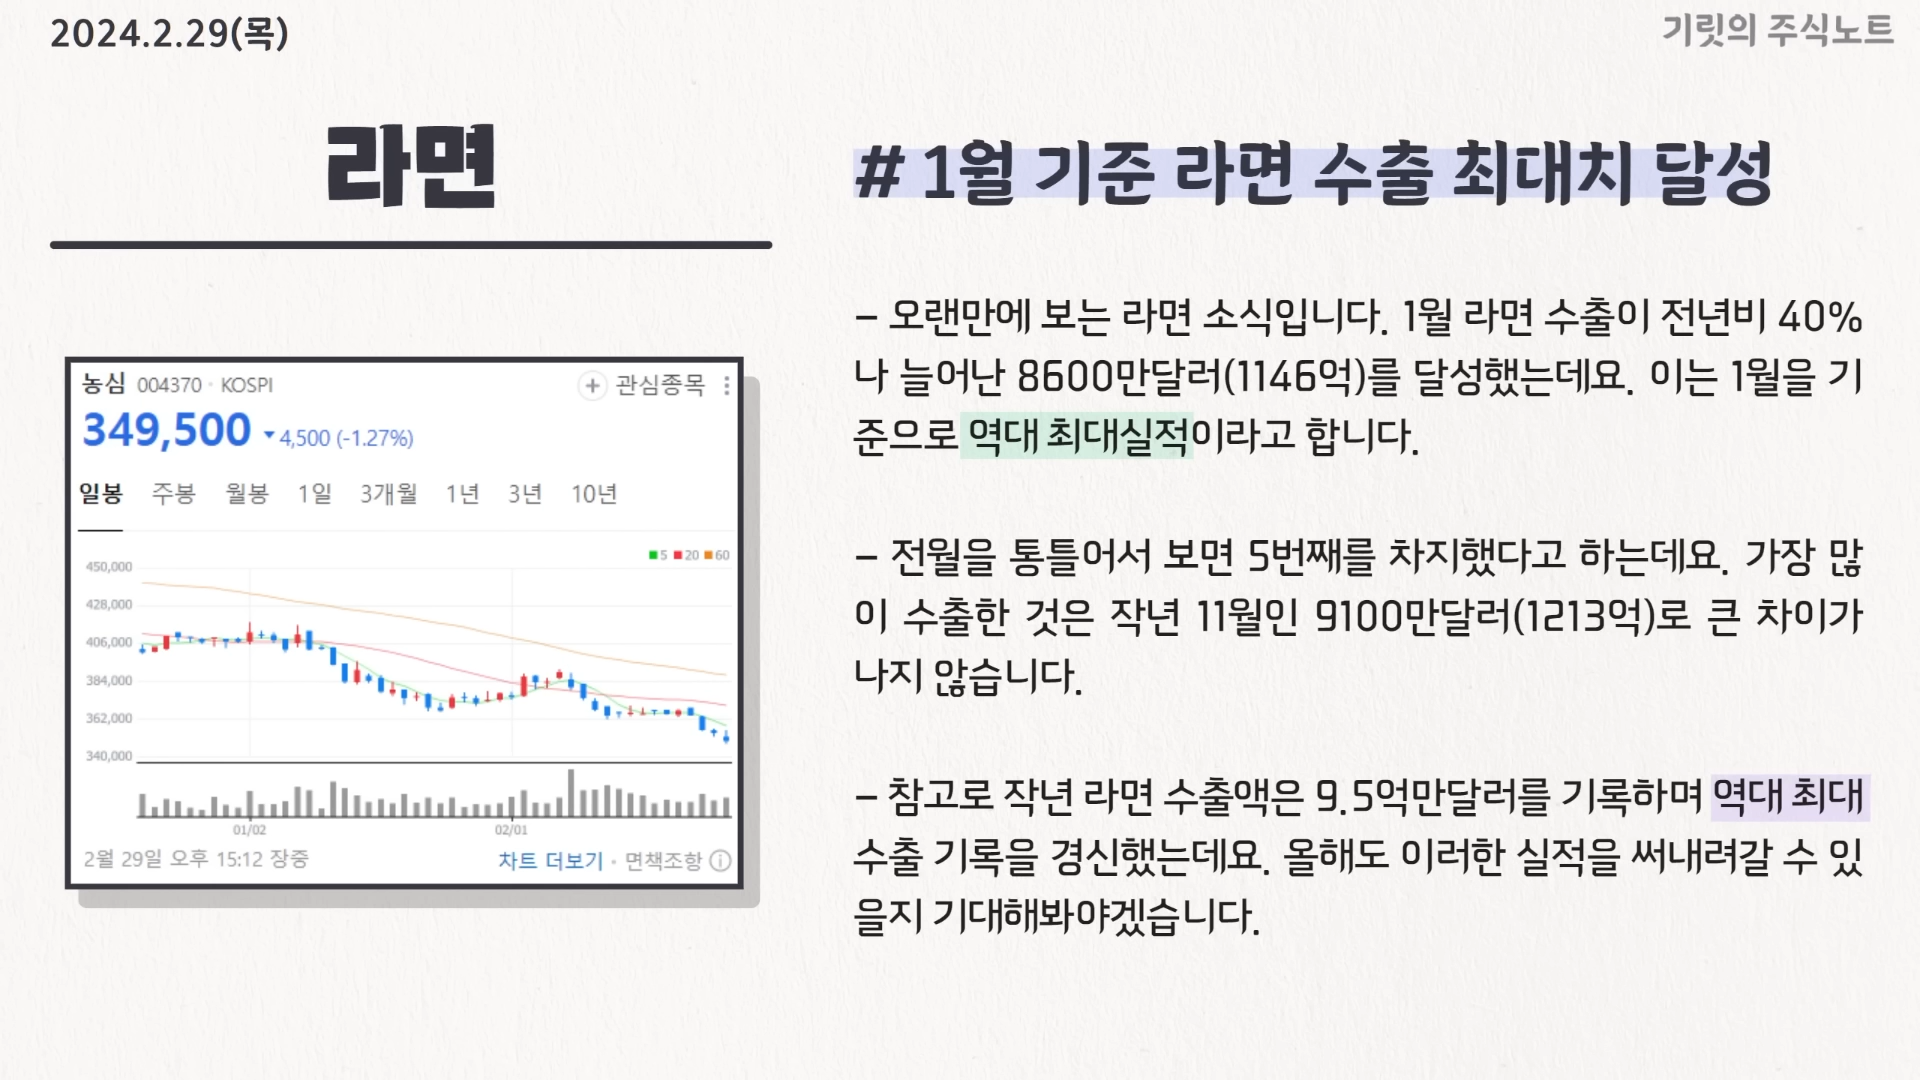 2024.2.29(목)
기릿의 주식노트
라면
# 1월 기준 라면 수출 최대치 달성
농심 004370 · KOSPI
+ 관심종목
349,500 ▼4,500 (-1.27%)
일봉 주봉 월봉 1일 3개월 1년 3년 10년
5 20 60
450,000
428,000
406,000
384,000
362,000
340,000
01/02 02/01
2월 29일 오후 15:12 장중
차트 더보기 · 면책조항
– 오랜만에 보는 라면 소식입니다. 1월 라면 수출이 전년비 40%
나 늘어난 8600만달러(1146억)를 달성했는데요. 이는 1월을 기
준으로 역대 최대실적이라고 합니다.
– 전월을 통틀어서 보면 5번째를 차지했다고 하는데요. 가장 많
이 수출한 것은 작년 11월인 9100만달러(1213억)로 큰 차이가
나지 않습니다.
– 참고로 작년 라면 수출액은 9.5억만달러를 기록하며 역대 최대
수출 기록을 경신했는데요. 올해도 이러한 실적을 써내려갈 수 있
을지 기대해봐야겠습니다.